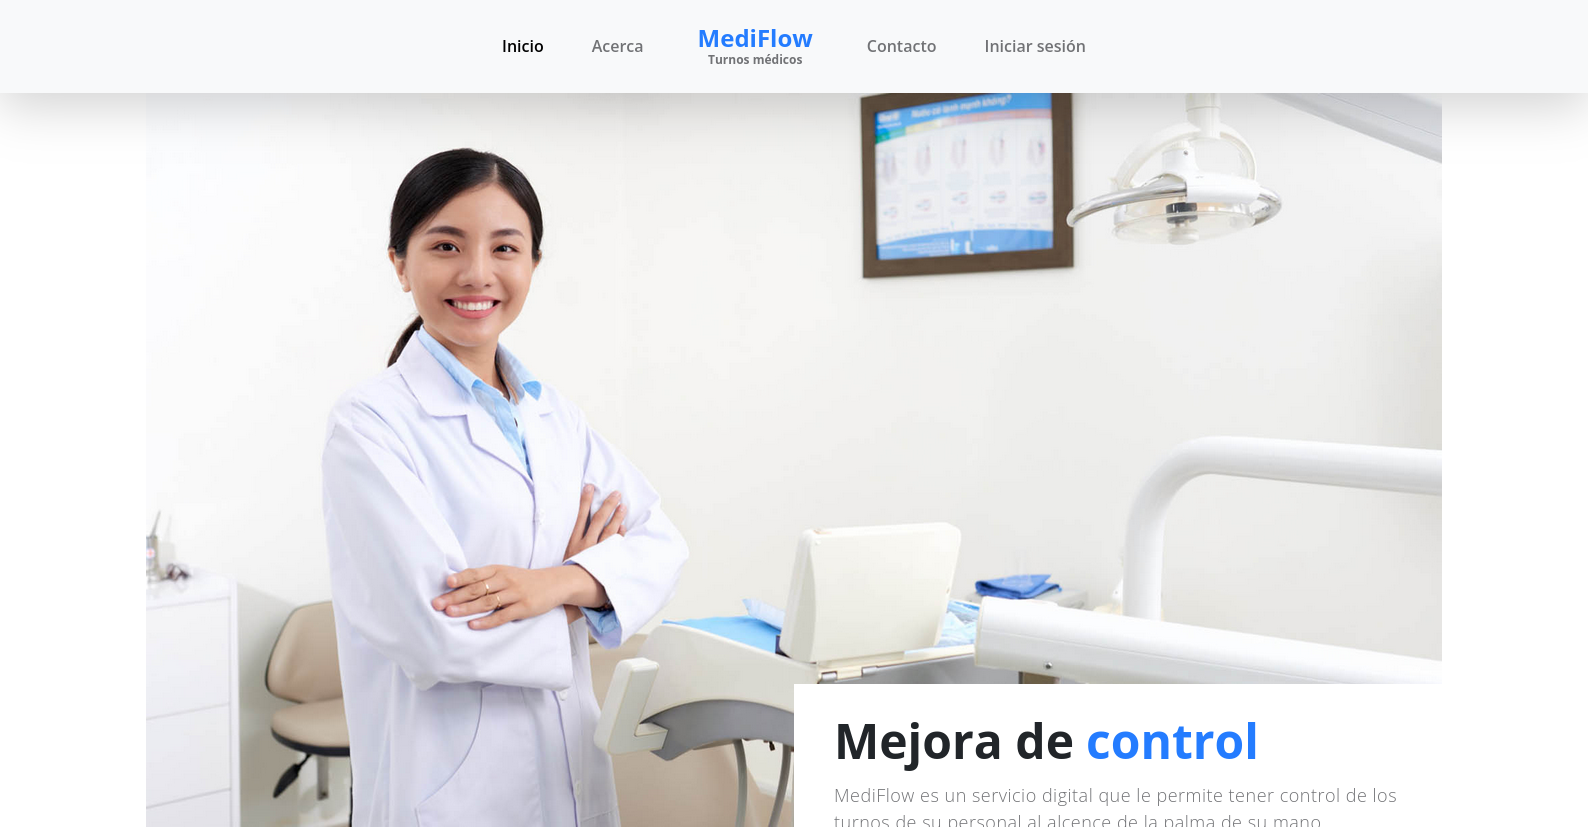 Inicio
Acerca
MediFlow
Turnos médicos
Contacto
Iniciar sesión
Mejora de control
MediFlow es un servicio digital que le permite tener control de los
turnos de su personal al alcence de la palma de su mano